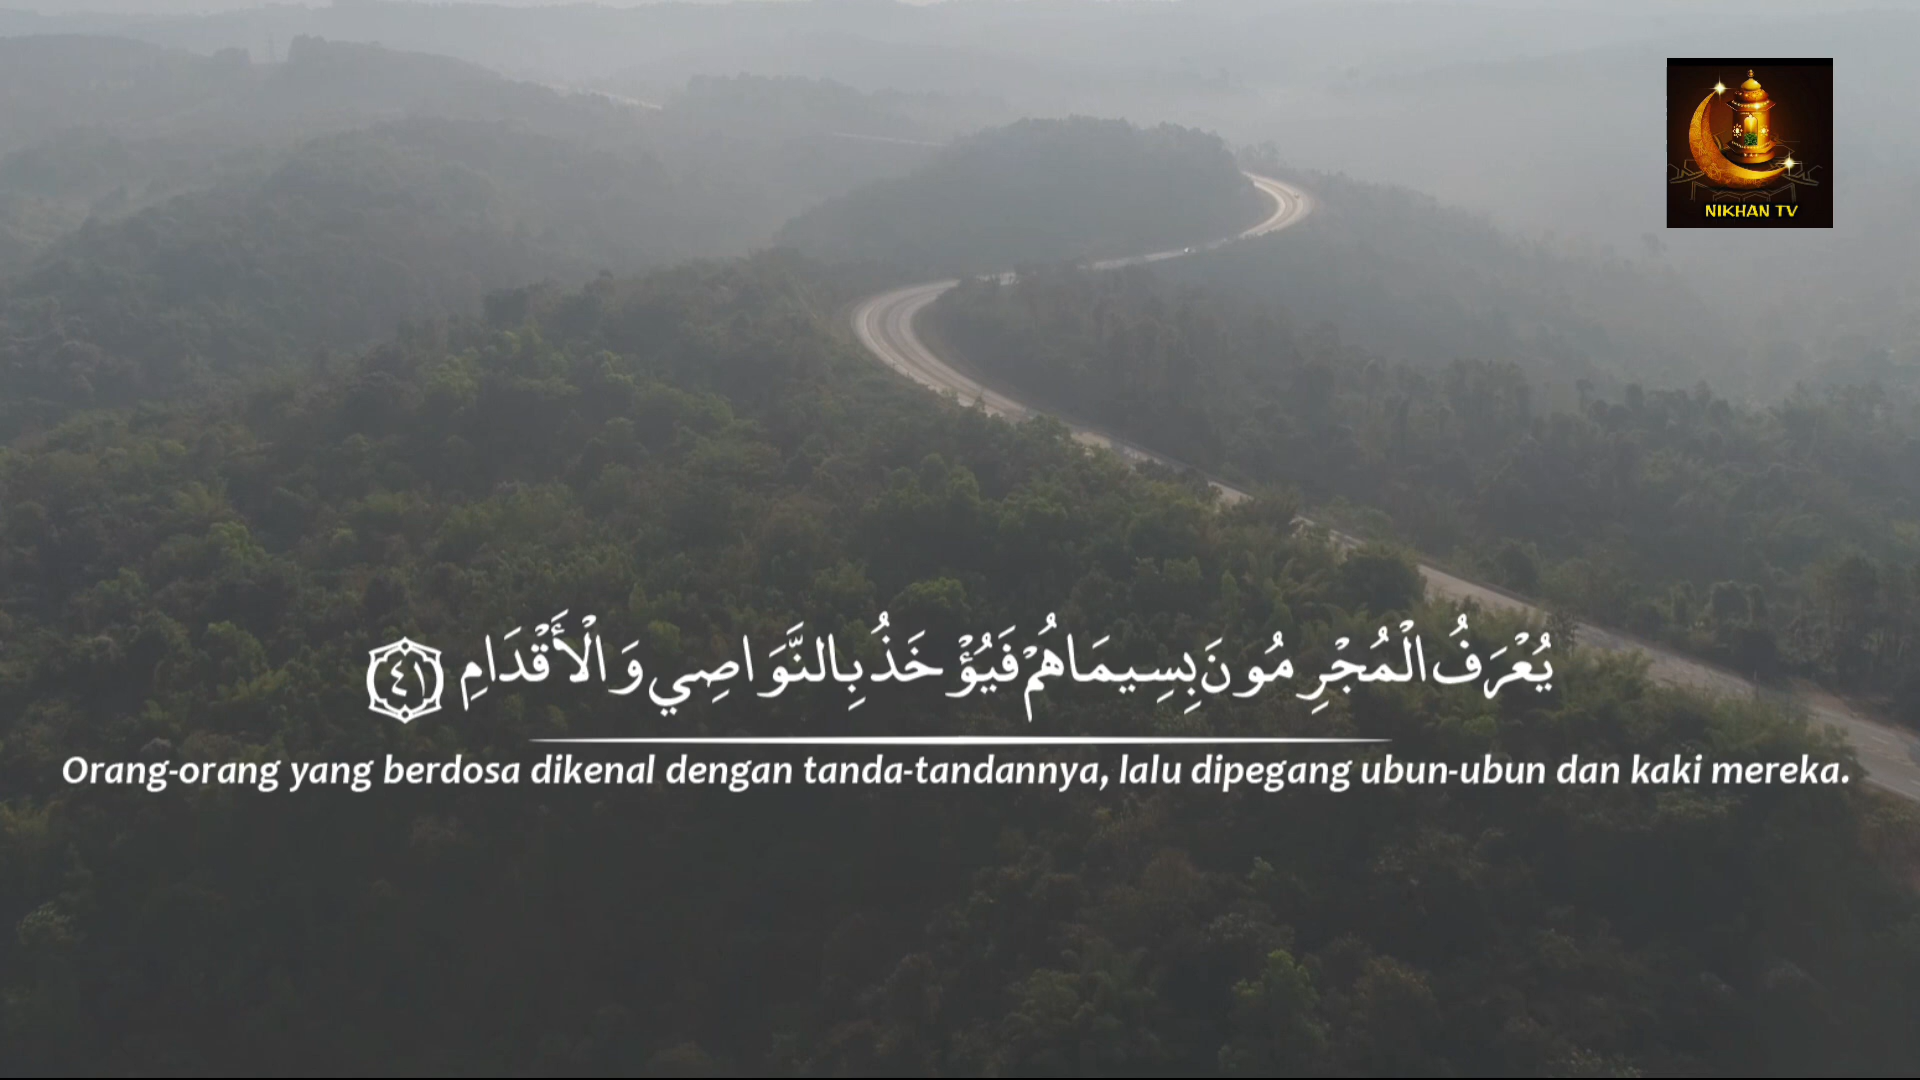 NIKHAN TV
يُعْرَفُ الْمُجْرِمُونَ بِسِيمَاهُمْ فَيُؤْخَذُ بِالنَّوَاصِي وَالْأَقْدَامِ ٤١
Orang-orang yang berdosa dikenal dengan tanda-tandannya, lalu dipegang ubun-ubun dan kaki mereka.